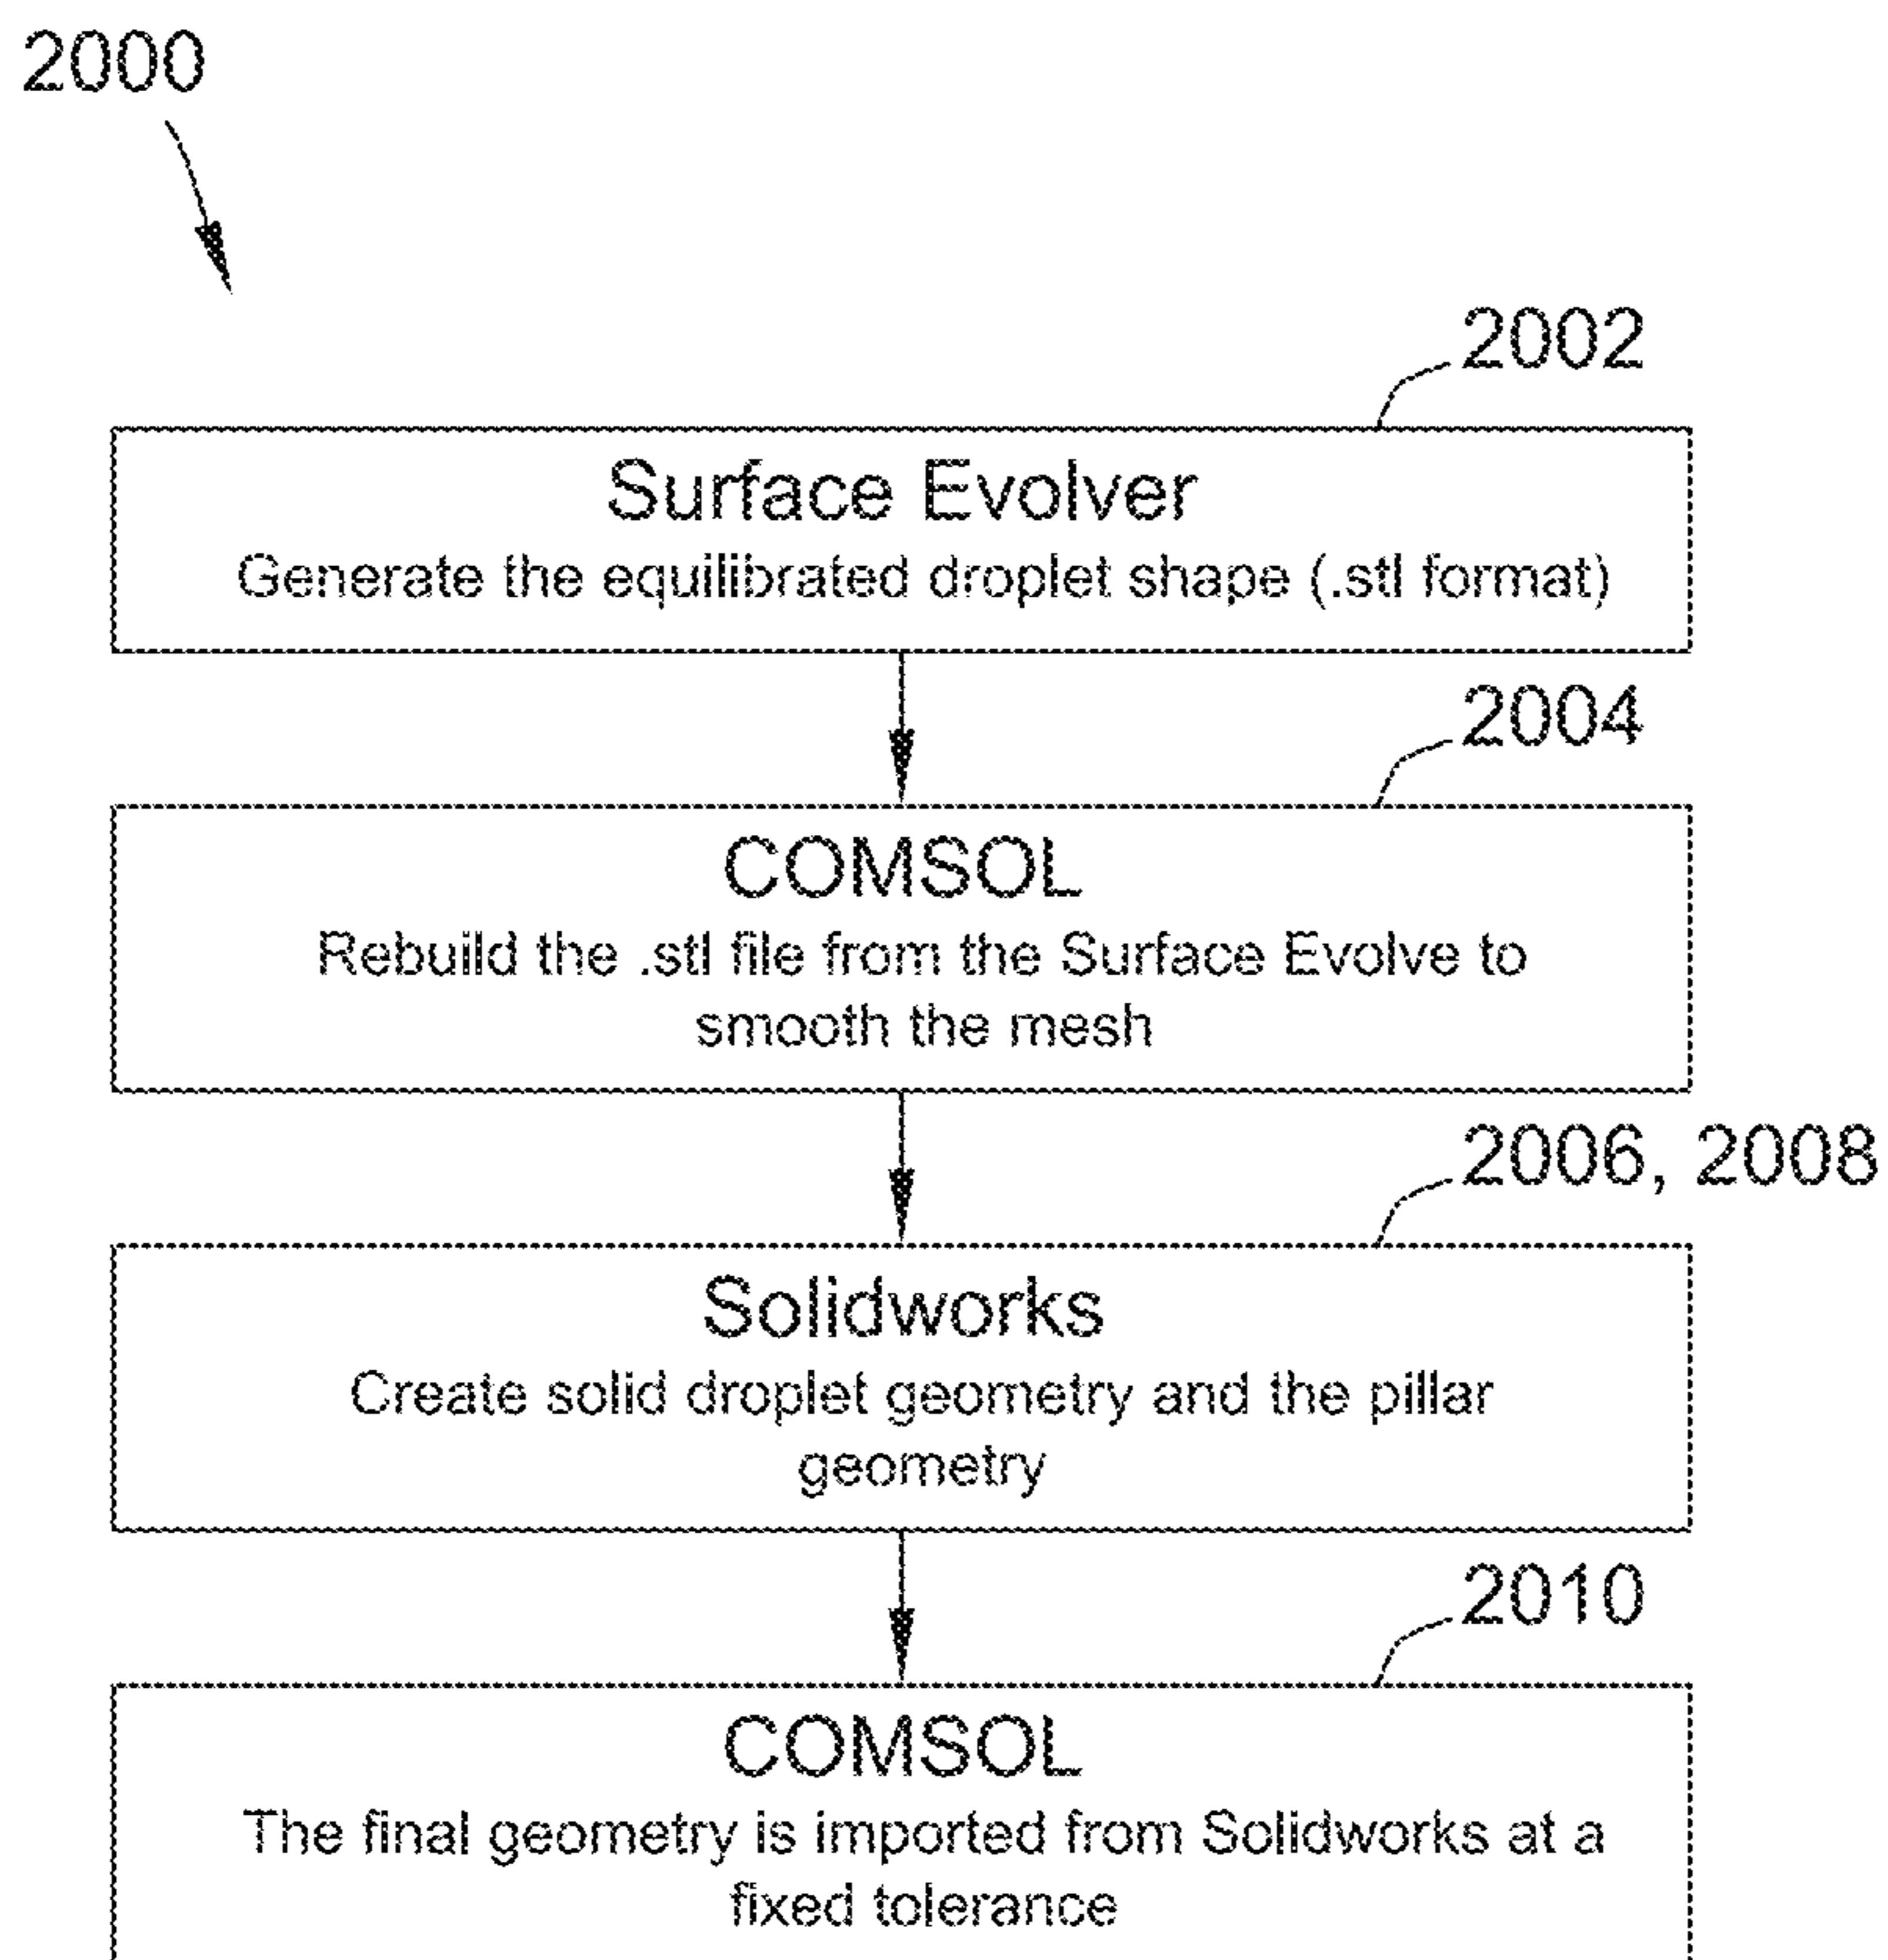 2000
2002
Surface Evolver
Generate the equilibrated droplet shape (.stl format)
2004
COMSOL
Rebuild the .stl file from the Surface Evolve to
smooth the mesh
2006, 2008
Solidworks
Create solid droplet geometry and the pillar
geometry
2010
COMSOL
The final geometry is imported from Solidworks at a
fixed tolerance